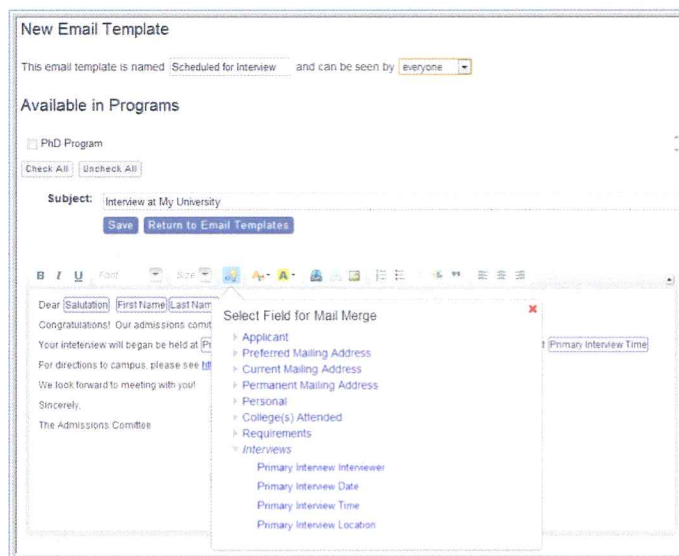 New Email Template
This email template is named Scheduled for Interview and can be seen by everyone
Available in Programs
PhD Program
Check All Uncheck All
Subject: Interview at My University
Save Return to Email Templates
B I U Font Size
Dear Salutation First Name Last Nam
Congratulations! Our admissions comit
Your inteterview will began be held at Pr t Primary Interview Time
For directions to campus, please see htt
We look forward to meeting with you!
Sincerely,
The Admissions Comittee
Select Field for Mail Merge
Applicant
Preferred Mailing Address
Current Mailing Address
Permanent Mailing Address
Personal
College(s) Attended
Requirements
Interviews
Primary Interview Interviewer
Primary Interview Date
Primary Interview Time
Primary Interview Location